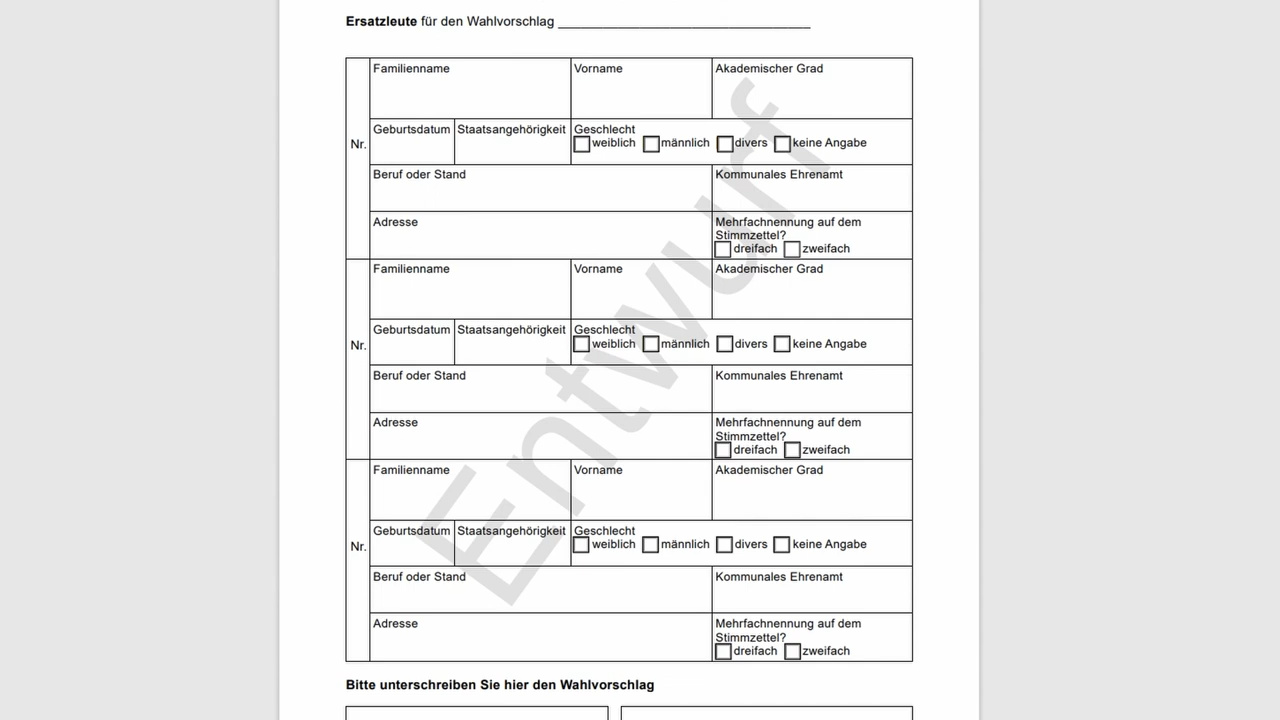 Ersatzleute für den Wahlvorschlag ___________________________________
Familienname Vorname Akademischer Grad
Geburtsdatum Staatsangehörigkeit Geschlecht
Nr. weiblich männlich divers keine Angabe
Beruf oder Stand Kommunales Ehrenamt
Adresse Mehrfachnennung auf dem
Stimmzettel?
dreifach zweifach
Familienname Vorname Akademischer Grad
Geburtsdatum Staatsangehörigkeit Geschlecht
Nr. weiblich männlich divers keine Angabe
Beruf oder Stand Kommunales Ehrenamt
Adresse Mehrfachnennung auf dem
Stimmzettel?
dreifach zweifach
Familienname Vorname Akademischer Grad
Geburtsdatum Staatsangehörigkeit Geschlecht
Nr. weiblich männlich divers keine Angabe
Beruf oder Stand Kommunales Ehrenamt
Adresse Mehrfachnennung auf dem
Stimmzettel?
dreifach zweifach
Bitte unterschreiben Sie hier den Wahlvorschlag
Entwurf